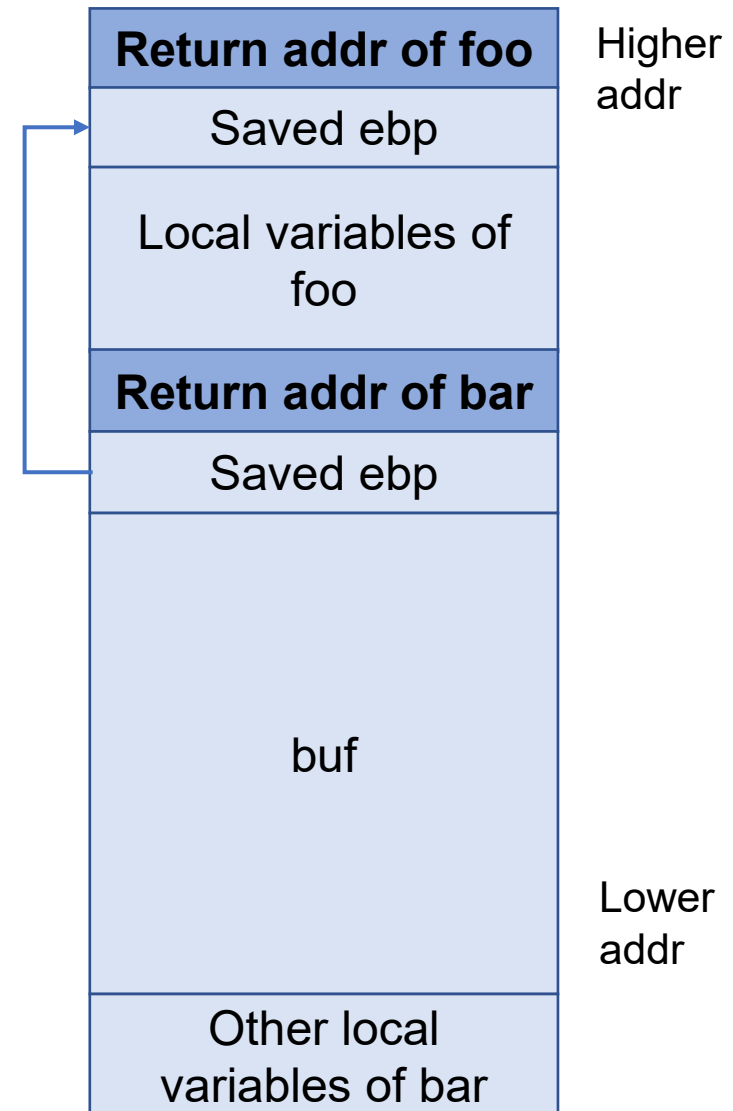 Return addr of foo
Higher
addr
Saved ebp
Local variables of
foo
Return addr of bar
Saved ebp
buf
Lower
addr
Other local
variables of bar